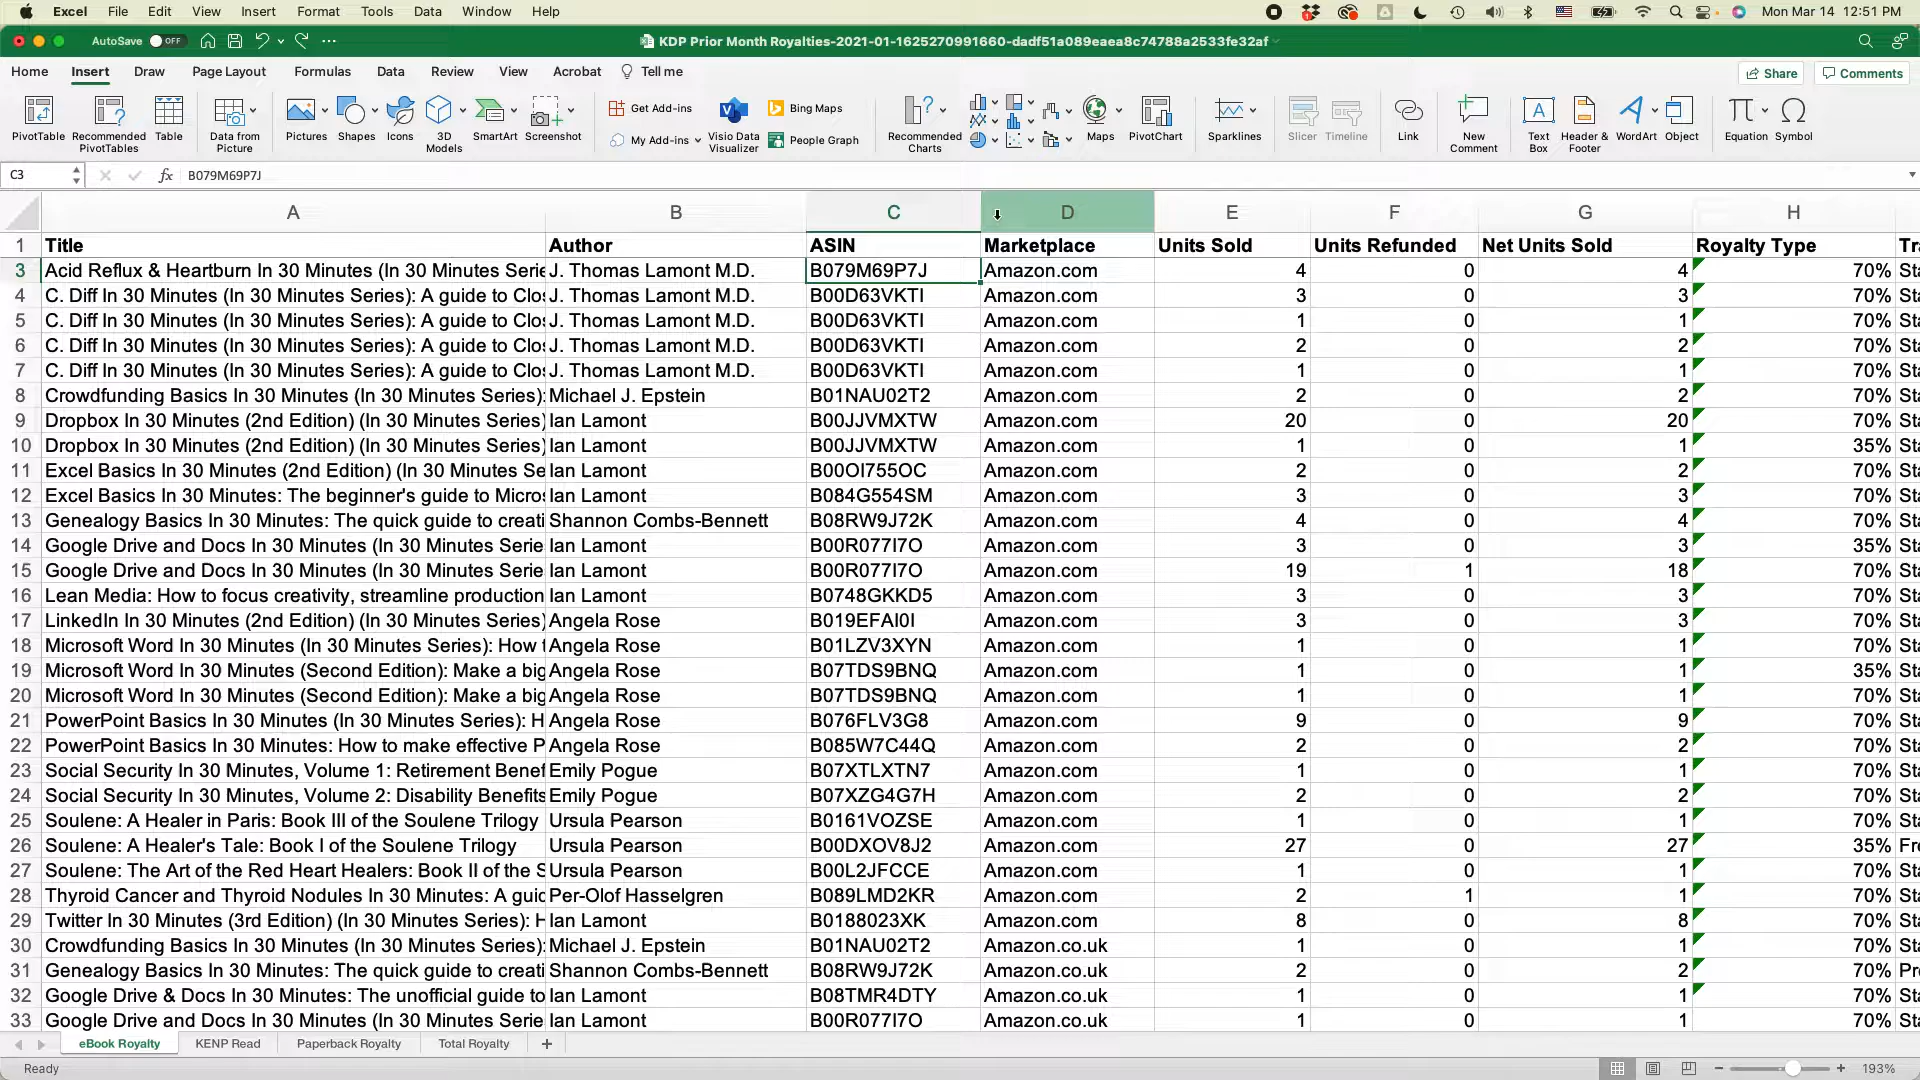 Excel File Edit View Insert Format Tools Data Window Help Mon Mar 14 12:51 PM
AutoSave OFF KDP Prior Month Royalties-2021-01-1625270991660-dadf51a089eaea8c74788a2533fe32af
Home Insert Draw Page Layout Formulas Data Review View Acrobat Tell me Share Comments
PivotTable Recommended PivotTables Table Data from Picture Pictures Shapes Icons 3D Models SmartArt Screenshot Get Add-ins My Add-ins Visio Data Visualizer Bing Maps People Graph Recommended Charts Maps PivotChart Sparklines Slicer Timeline Link New Comment Text Box Header & Footer WordArt Object Equation Symbol
C3 fx B079M69P7J
A B C D E F G H
1 Title Author ASIN Marketplace Units Sold Units Refunded Net Units Sold Royalty Type Tra
3 Acid Reflux & Heartburn In 30 Minutes (In 30 Minutes Serie J. Thomas Lamont M.D. B079M69P7J Amazon.com 4 0 4 70% Sta
4 C. Diff In 30 Minutes (In 30 Minutes Series): A guide to Clos J. Thomas Lamont M.D. B00D63VKTI Amazon.com 3 0 3 70% Sta
5 C. Diff In 30 Minutes (In 30 Minutes Series): A guide to Clos J. Thomas Lamont M.D. B00D63VKTI Amazon.com 1 0 1 70% Sta
6 C. Diff In 30 Minutes (In 30 Minutes Series): A guide to Clos J. Thomas Lamont M.D. B00D63VKTI Amazon.com 2 0 2 70% Sta
7 C. Diff In 30 Minutes (In 30 Minutes Series): A guide to Clos J. Thomas Lamont M.D. B00D63VKTI Amazon.com 1 0 1 70% Sta
8 Crowdfunding Basics In 30 Minutes (In 30 Minutes Series): Michael J. Epstein B01NAU02T2 Amazon.com 2 0 2 70% Sta
9 Dropbox In 30 Minutes (2nd Edition) (In 30 Minutes Series) Ian Lamont B00JJVMXTW Amazon.com 20 0 20 70% Sta
10 Dropbox In 30 Minutes (2nd Edition) (In 30 Minutes Series) Ian Lamont B00JJVMXTW Amazon.com 1 0 1 35% Sta
11 Excel Basics In 30 Minutes (2nd Edition) (In 30 Minutes Se Ian Lamont B00OI755OC Amazon.com 2 0 2 70% Sta
12 Excel Basics In 30 Minutes: The beginner's guide to Micros Ian Lamont B084G554SM Amazon.com 3 0 3 70% Sta
13 Genealogy Basics In 30 Minutes: The quick guide to creati Shannon Combs-Bennett B08RW9J72K Amazon.com 4 0 4 70% Sta
14 Google Drive and Docs In 30 Minutes (In 30 Minutes Serie Ian Lamont B00R077I7O Amazon.com 3 0 3 35% Sta
15 Google Drive and Docs In 30 Minutes (In 30 Minutes Serie Ian Lamont B00R077I7O Amazon.com 19 1 18 70% Sta
16 Lean Media: How to focus creativity, streamline production Ian Lamont B0748GKKD5 Amazon.com 3 0 3 70% Sta
17 LinkedIn In 30 Minutes (2nd Edition) (In 30 Minutes Series) Angela Rose B019EFAI0I Amazon.com 3 0 3 70% Sta
18 Microsoft Word In 30 Minutes (In 30 Minutes Series): How t Angela Rose B01LZV3XYN Amazon.com 1 0 1 70% Sta
19 Microsoft Word In 30 Minutes (Second Edition): Make a big Angela Rose B07TDS9BNQ Amazon.com 1 0 1 35% Sta
20 Microsoft Word In 30 Minutes (Second Edition): Make a big Angela Rose B07TDS9BNQ Amazon.com 1 0 1 70% Sta
21 PowerPoint Basics In 30 Minutes (In 30 Minutes Series): H Angela Rose B076FLV3G8 Amazon.com 9 0 9 70% Sta
22 PowerPoint Basics In 30 Minutes: How to make effective P Angela Rose B085W7C44Q Amazon.com 2 0 2 70% Sta
23 Social Security In 30 Minutes, Volume 1: Retirement Benef Emily Pogue B07XTLXTN7 Amazon.com 1 0 1 70% Sta
24 Social Security In 30 Minutes, Volume 2: Disability Benefits Emily Pogue B07XZG4G7H Amazon.com 2 0 2 70% Sta
25 Soulene: A Healer in Paris: Book III of the Soulene Trilogy Ursula Pearson B0161VOZSE Amazon.com 1 0 1 70% Sta
26 Soulene: A Healer's Tale: Book I of the Soulene Trilogy Ursula Pearson B00DXOV8J2 Amazon.com 27 0 27 35% Fre
27 Soulene: The Art of the Red Heart Healers: Book II of the S Ursula Pearson B00L2JFCCE Amazon.com 1 0 1 70% Sta
28 Thyroid Cancer and Thyroid Nodules In 30 Minutes: A guid Per-Olof Hasselgren B089LMD2KR Amazon.com 2 1 1 70% Sta
29 Twitter In 30 Minutes (3rd Edition) (In 30 Minutes Series): H Ian Lamont B0188023XK Amazon.com 8 0 8 70% Sta
30 Crowdfunding Basics In 30 Minutes (In 30 Minutes Series): Michael J. Epstein B01NAU02T2 Amazon.co.uk 1 0 1 70% Sta
31 Genealogy Basics In 30 Minutes: The quick guide to creati Shannon Combs-Bennett B08RW9J72K Amazon.co.uk 2 0 2 70% Pro
32 Google Drive & Docs In 30 Minutes: The unofficial guide to Ian Lamont B08TMR4DTY Amazon.co.uk 1 0 1 70% Sta
33 Google Drive and Docs In 30 Minutes (In 30 Minutes Serie Ian Lamont B00R077I7O Amazon.co.uk 1 0 1 70% Sta
eBook Royalty KENP Read Paperback Royalty Total Royalty
Ready 193%